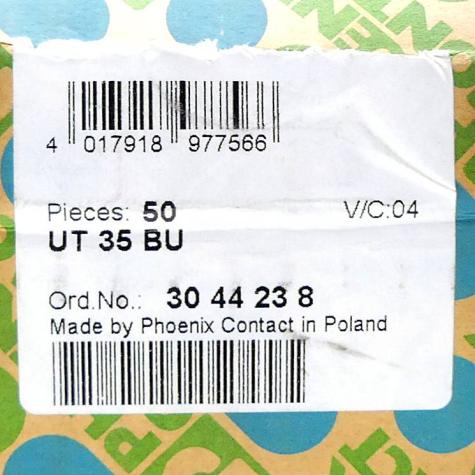 4 017918 977566
Pieces: 50 V/C:04
UT 35 BU
Ord.No.: 30 44 23 8
Made by Phoenix Contact in Poland